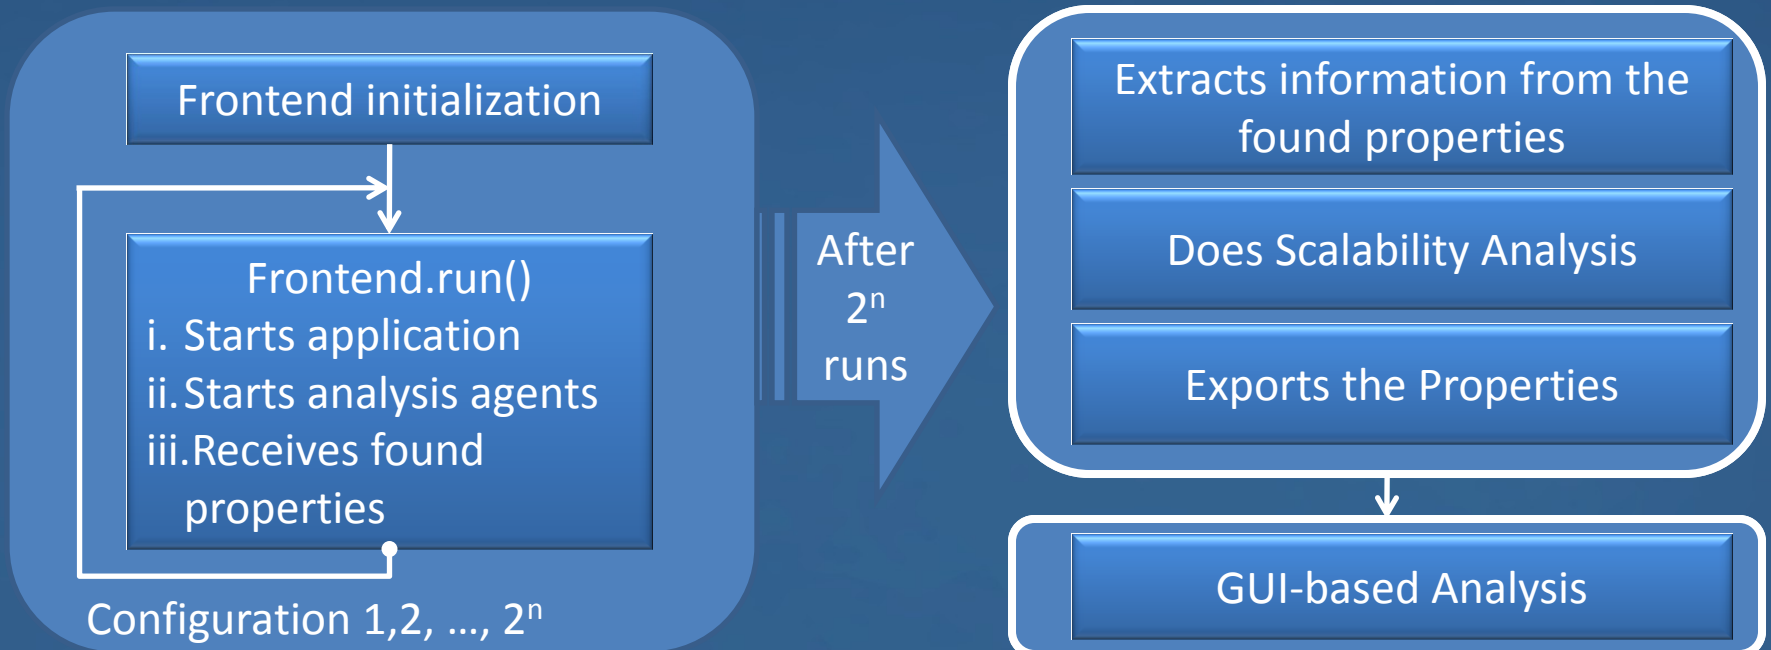 Frontend initialization
Frontend.run()
i. Starts application
ii. Starts analysis agents
iii.Receives found
properties
Configuration 1,2, …, 2ⁿ
After
2ⁿ
runs
Extracts information from the
found properties
Does Scalability Analysis
Exports the Properties
GUI-based Analysis